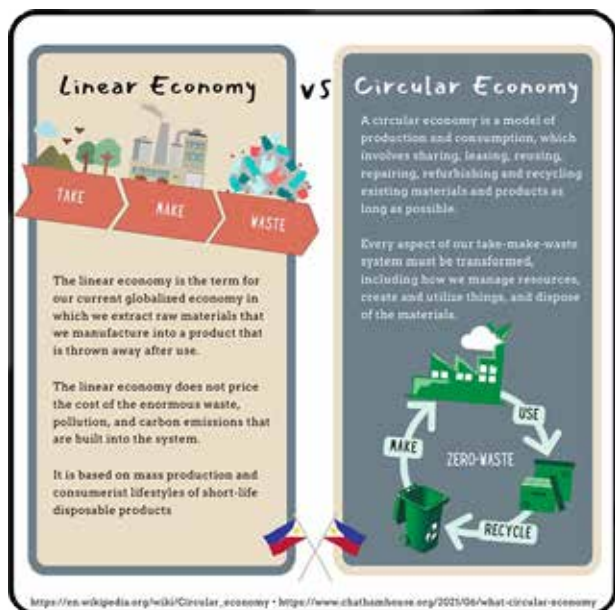 Linear Economy
vs
Circular Economy
TAKE
MAKE
WASTE
The linear economy is the term for
our current globalised economy in
which we extract raw materials that
we manufacture into a product that
is thrown away after use.
The linear economy does not price
the cost of the enormous waste,
pollution, and carbon emissions that
are built into the system.
It is based on mass production and
consumerist lifestyles of short-life
disposable products
A circular economy is a model of
production and consumption, which
involves sharing, leasing, reusing,
repairing, refurbishing and recycling
existing materials and products as
long as possible.
Every aspect of our take-make-waste
system must be transformed,
including how we manage resources,
create and utilize things, and dispose
of the materials.
USE
MAKE
ZERO-WASTE
RECYCLE
https://en.wikipedia.org/wiki/Circular_economy • https://www.chathamhouse.org/2021/06/what-circular-economy